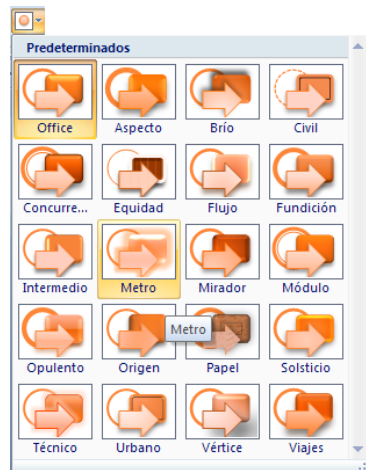 Predeterminados
Office Aspecto Brío Civil
Concurre... Equidad Flujo Fundición
Intermedio Metro Mirador Módulo
Metro
Opulento Origen Papel Solsticio
Técnico Urbano Vértice Viajes